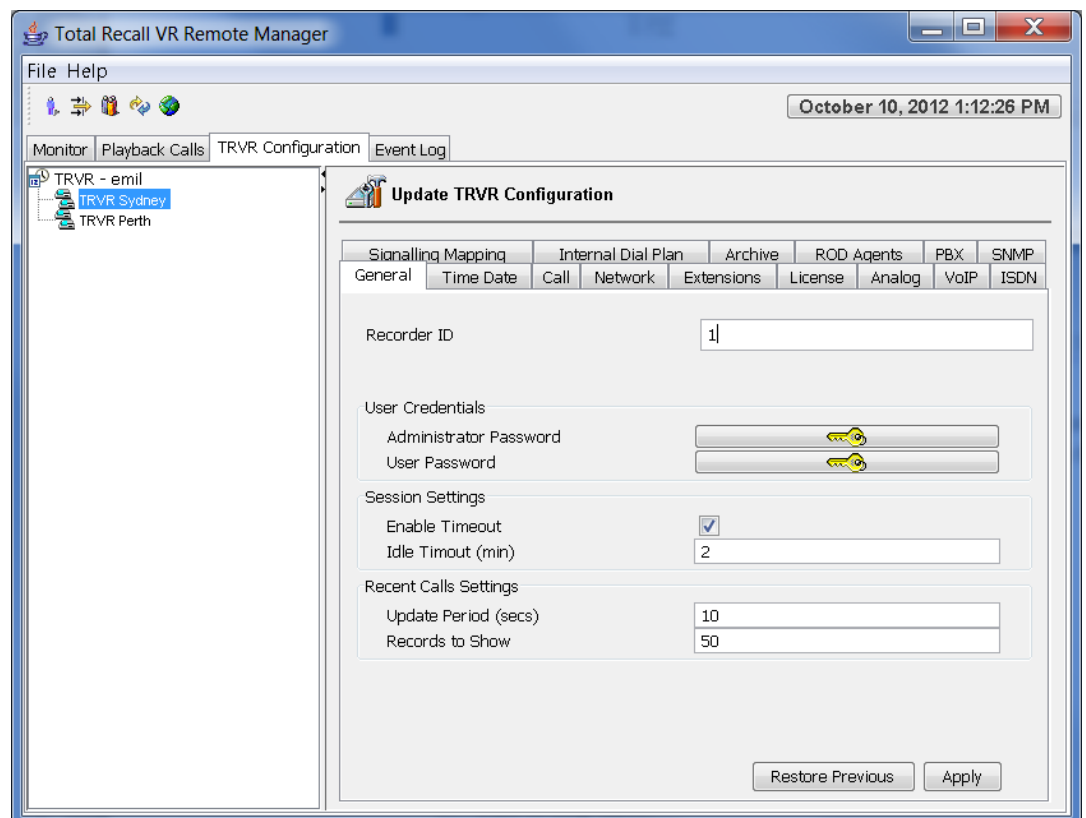 Total Recall VR Remote Manager
File Help
October 10, 2012 1:12:26 PM
Monitor Playback Calls TRVR Configuration Event Log
TRVR - emil
TRVR Sydney
TRVR Perth
Update TRVR Configuration
Signalling Mapping Internal Dial Plan Archive ROD Agents PBX SNMP
General Time Date Call Network Extensions License Analog VoIP ISDN
Recorder ID 1
User Credentials
Administrator Password
User Password
Session Settings
Enable Timeout
Idle Timout (min) 2
Recent Calls Settings
Update Period (secs) 10
Records to Show 50
Restore Previous Apply